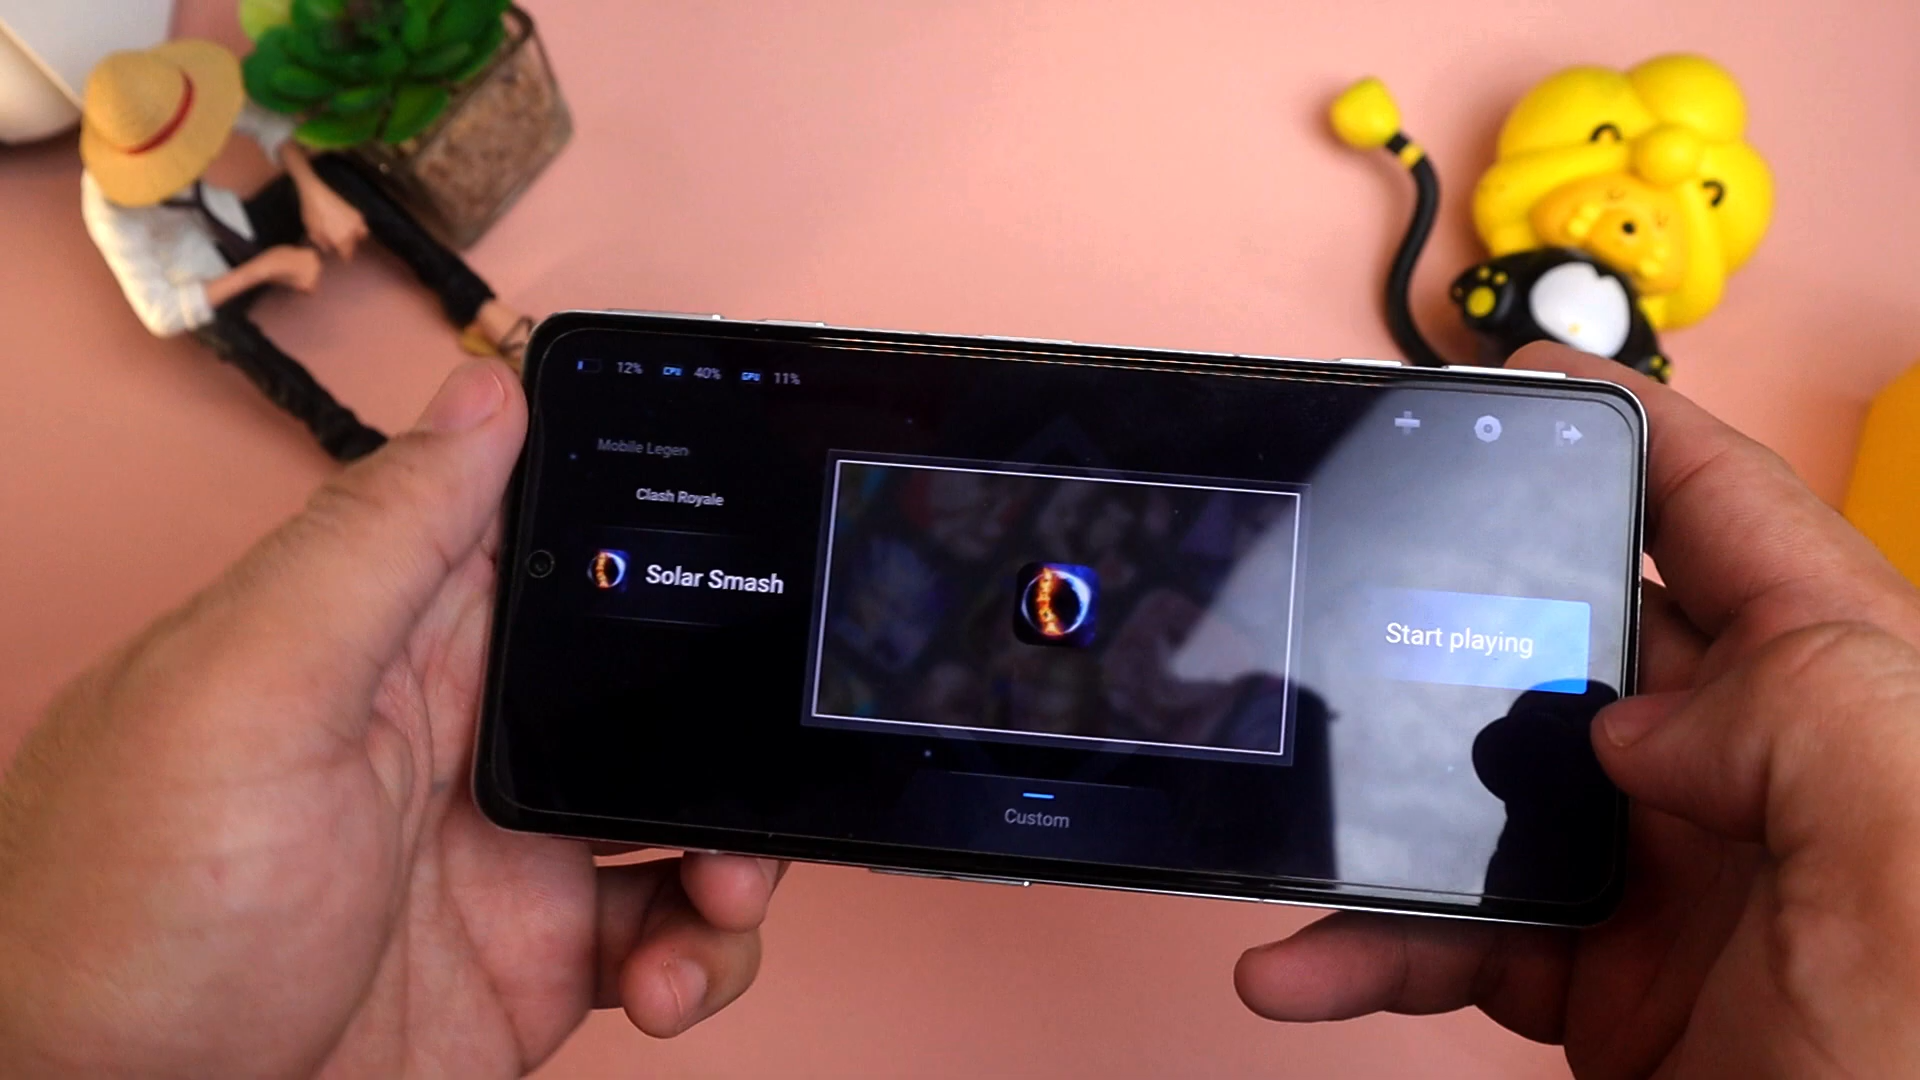 12% CPU 40% GPU 11%
Mobile Legen
Clash Royale
Solar Smash
Start playing
Custom